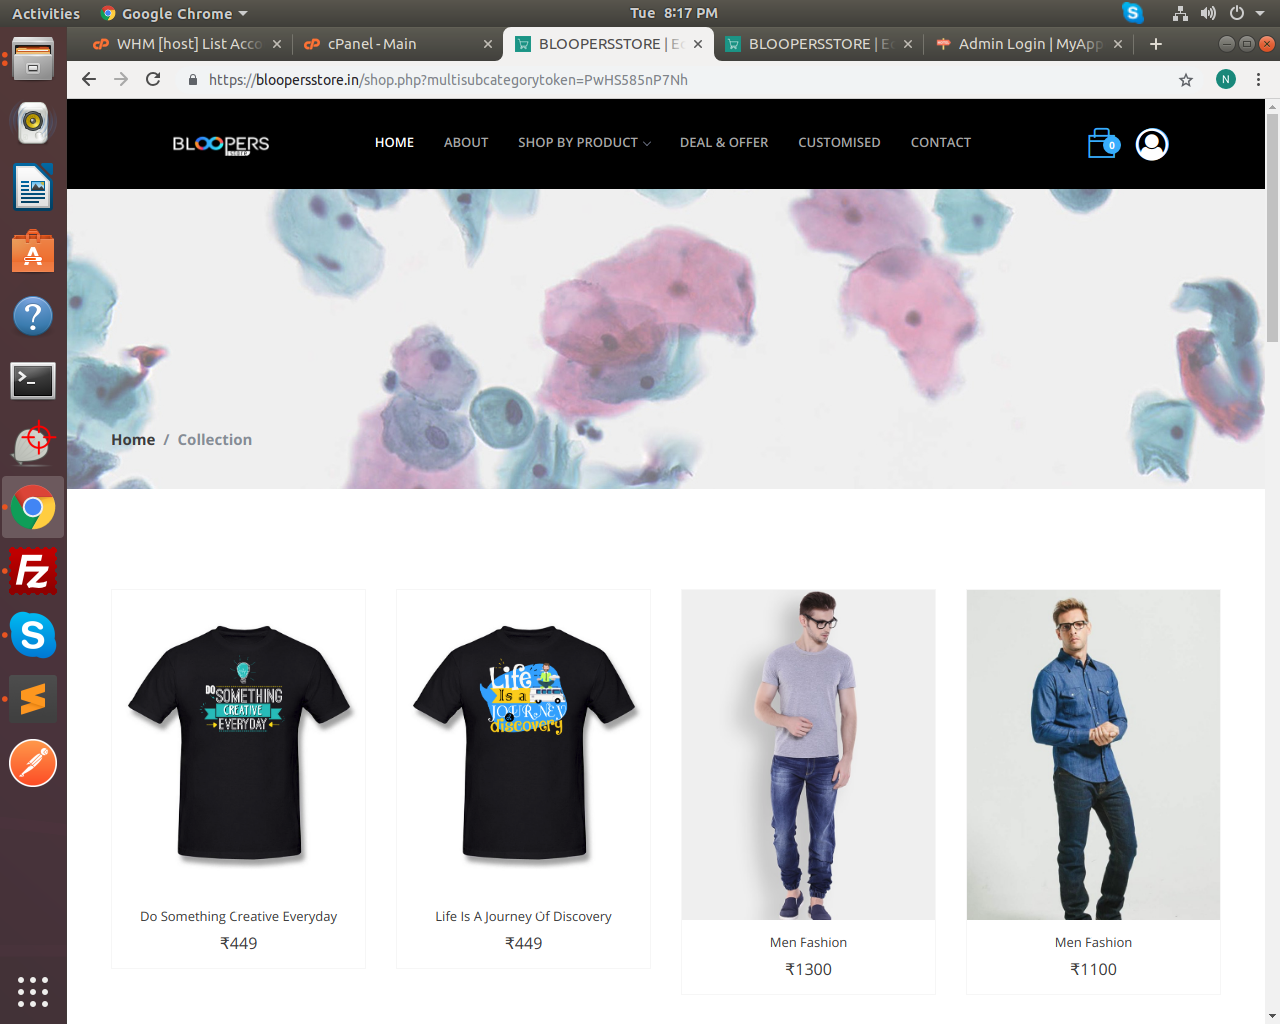 Activities
Google Chrome
Tue 8:17 PM
WHM [host] List Acco
cPanel - Main
BLOOPERSSTORE | Ec
BLOOPERSSTORE | E
Admin Login | MyApp
https://bloopersstore.in/shop.php?multisubcategorytoken=PwHS585nP7Nh
N
BLOOPERS
store
HOME
ABOUT
SHOP BY PRODUCT
DEAL & OFFER
CUSTOMISED
CONTACT
0
Home / Collection
DO SOMETHING
CREATIVE
EVERYDAY
Life
Is a
JOURNEY
discovery
Do Something Creative Everyday
₹449
Life Is A Journey Of Discovery
₹449
Men Fashion
₹1300
Men Fashion
₹1100